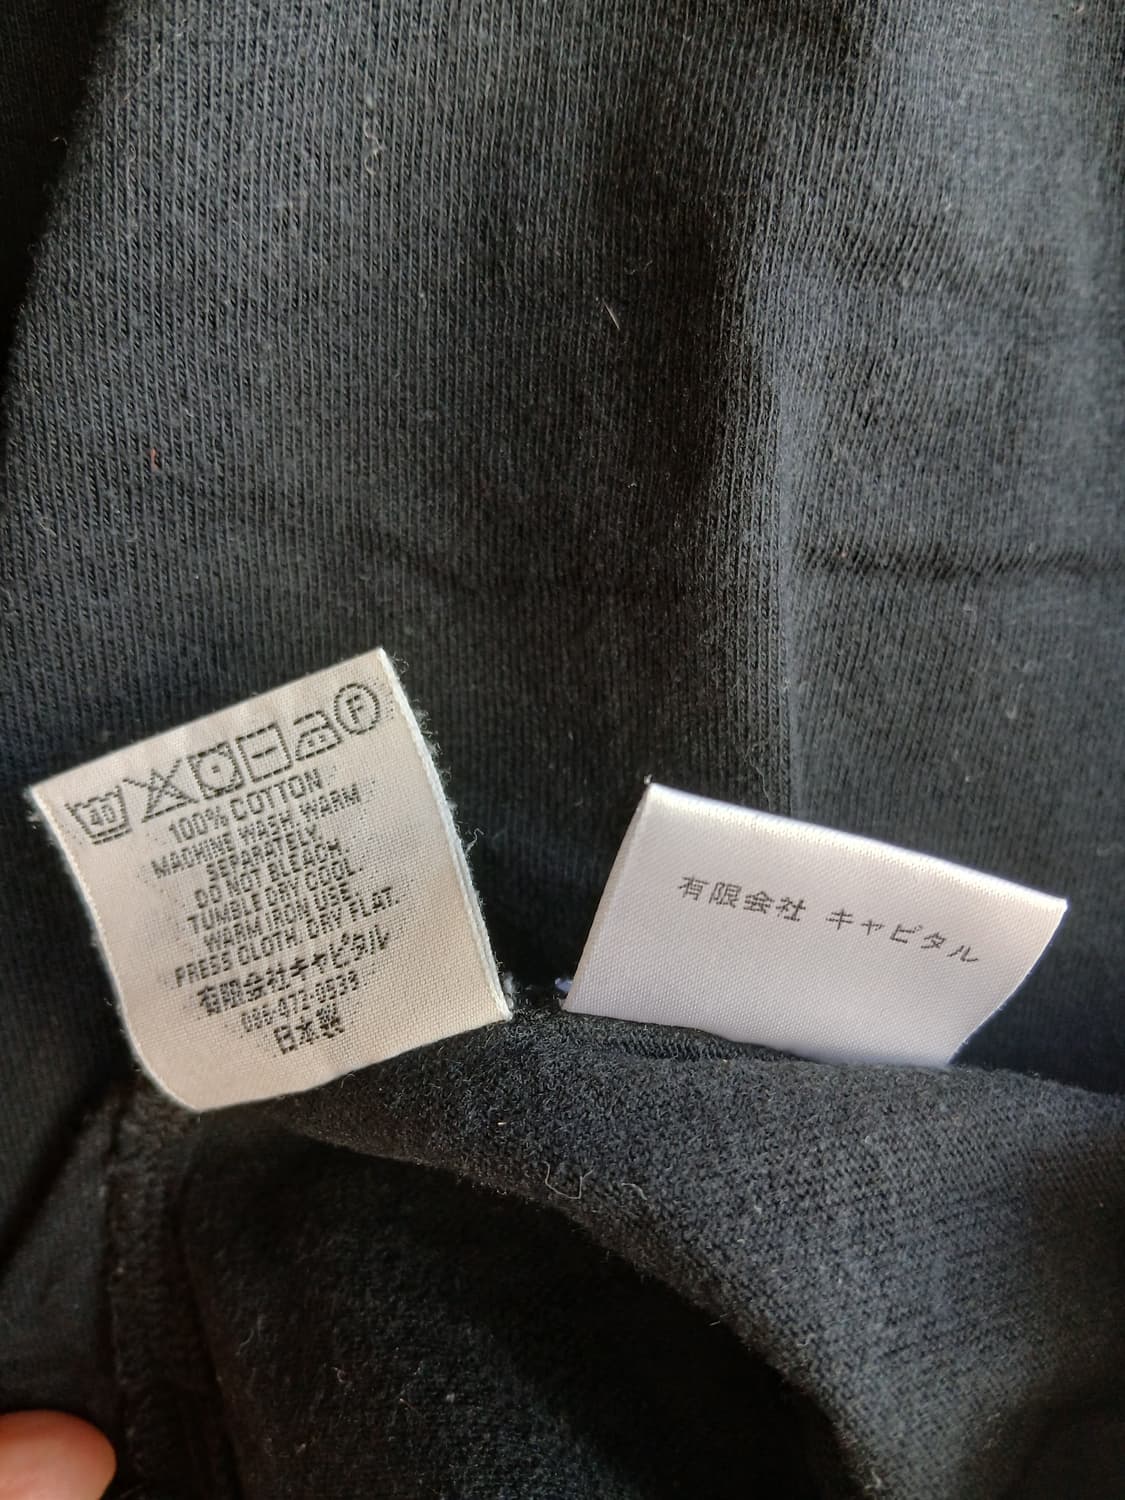 40 P
100% COTTON
MACHINE WASH WARM
SEPARATELY.
DO NOT BLEACH.
TUMBLE DRY COOL.
WARM IRON. USE
PRESS CLOTH. DRY FLAT.
有限会社キャピタル
日本製
有限会社 キャピタル